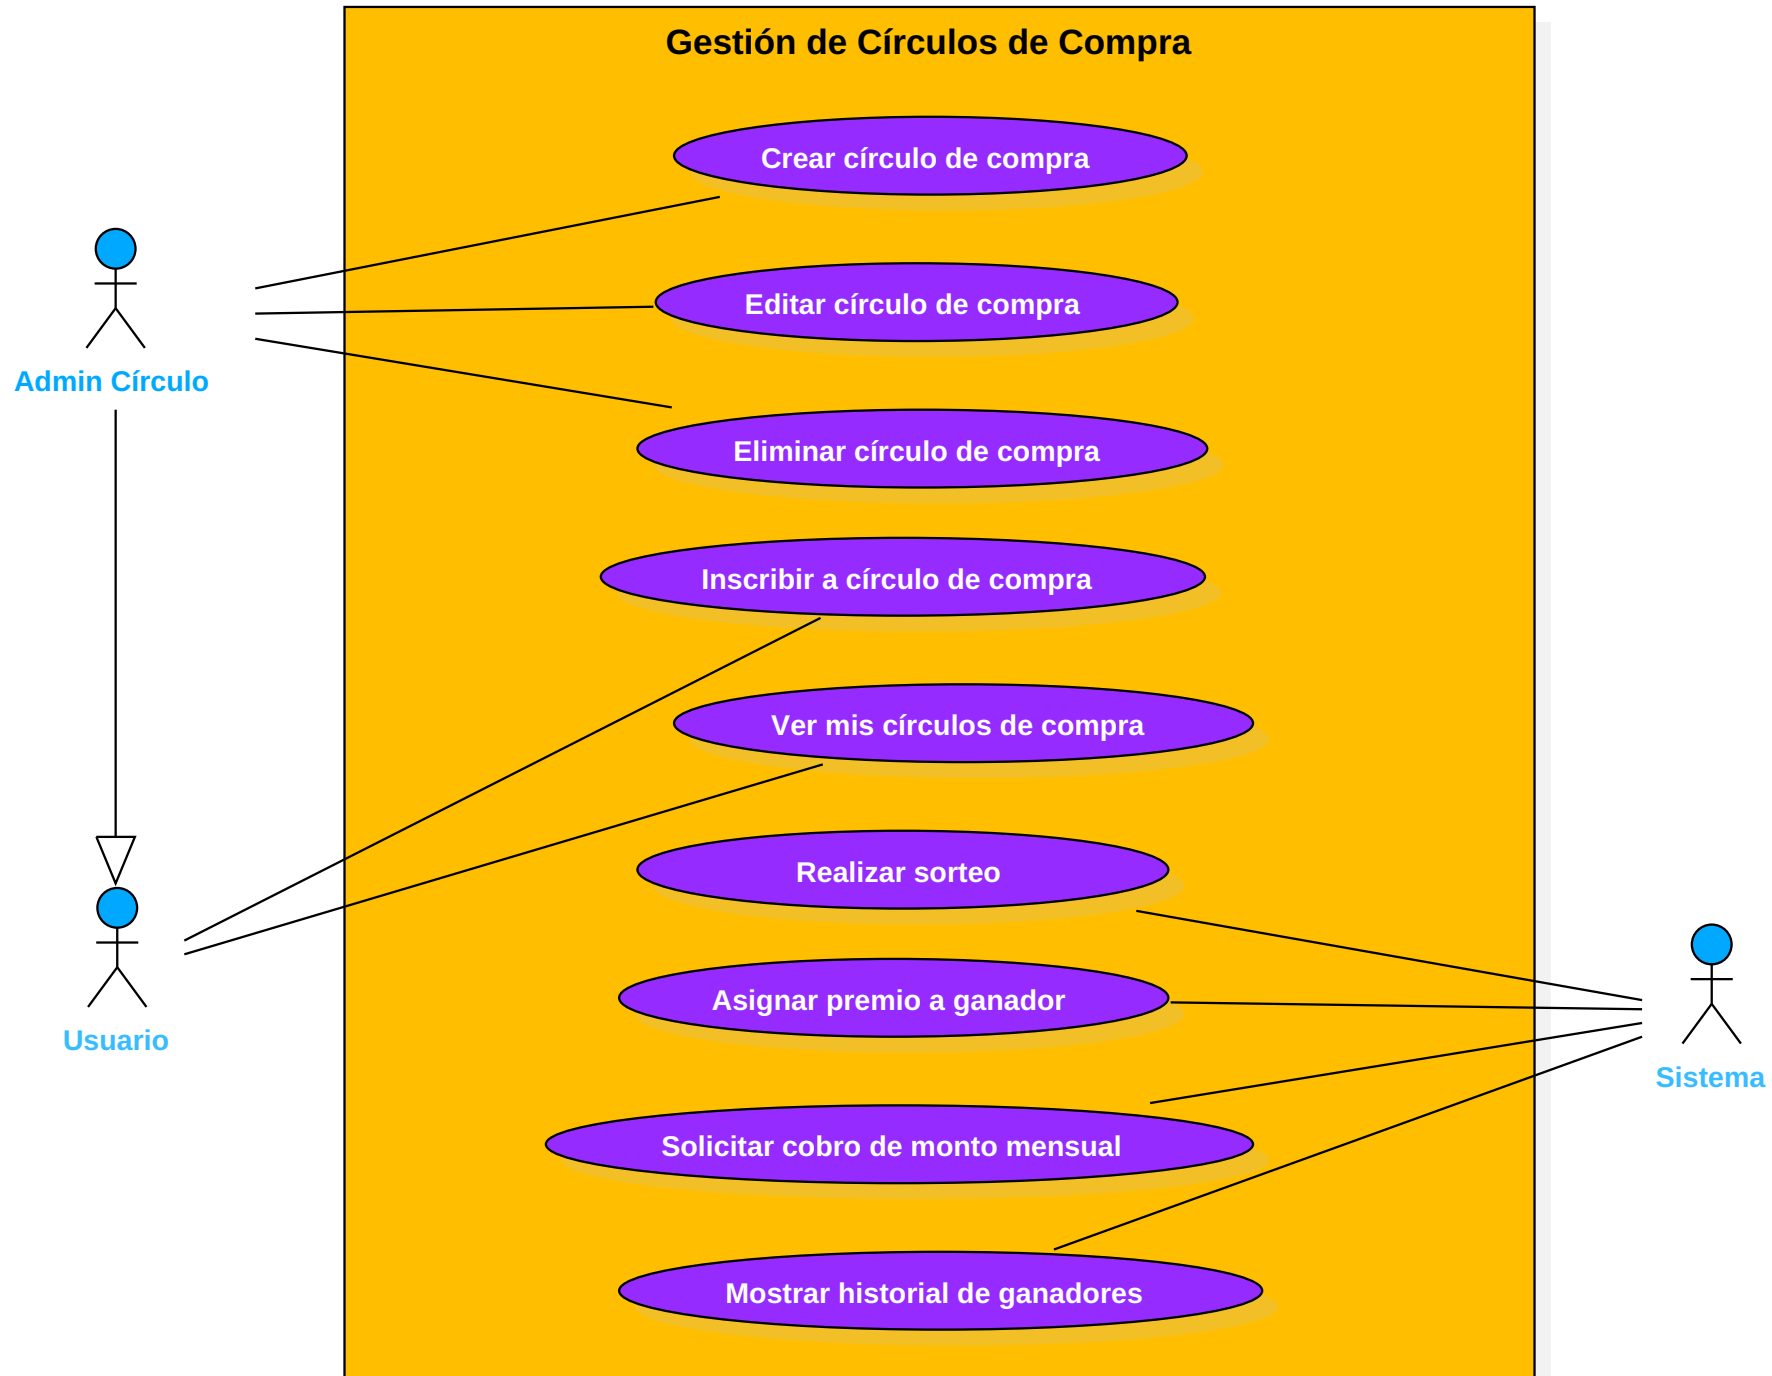 Gestión de Círculos de Compra
Crear círculo de compra
Editar círculo de compra
Admin Círculo
Eliminar círculo de compra
Inscribir a círculo de compra
Ver mis círculos de compra
Realizar sorteo
Asignar premio a ganador
Usuario
Sistema
Solicitar cobro de monto mensual
Mostrar historial de ganadores